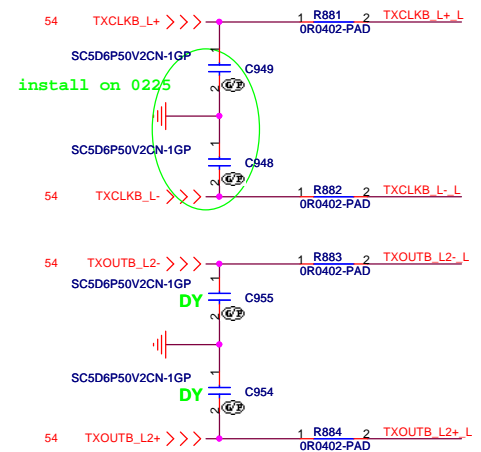 54 TXCLKB_L+ 1 R881 2 TXCLKB_L+_L
0R0402-PAD
SC5D6P50V2CN-1GP
1 C949
install on 0225
2 G/P
SC5D6P50V2CN-1GP
1 C948
2 G/P
54 TXCLKB_L- 1 R882 2 TXCLKB_L-_L
0R0402-PAD
54 TXOUTB_L2- 1 R883 2 TXOUTB_L2-_L
0R0402-PAD
SC5D6P50V2CN-1GP
1 C955
DY
2 G/P
SC5D6P50V2CN-1GP
1 C954
DY
2 G/P
54 TXOUTB_L2+ 1 R884 2 TXOUTB_L2+_L
0R0402-PAD